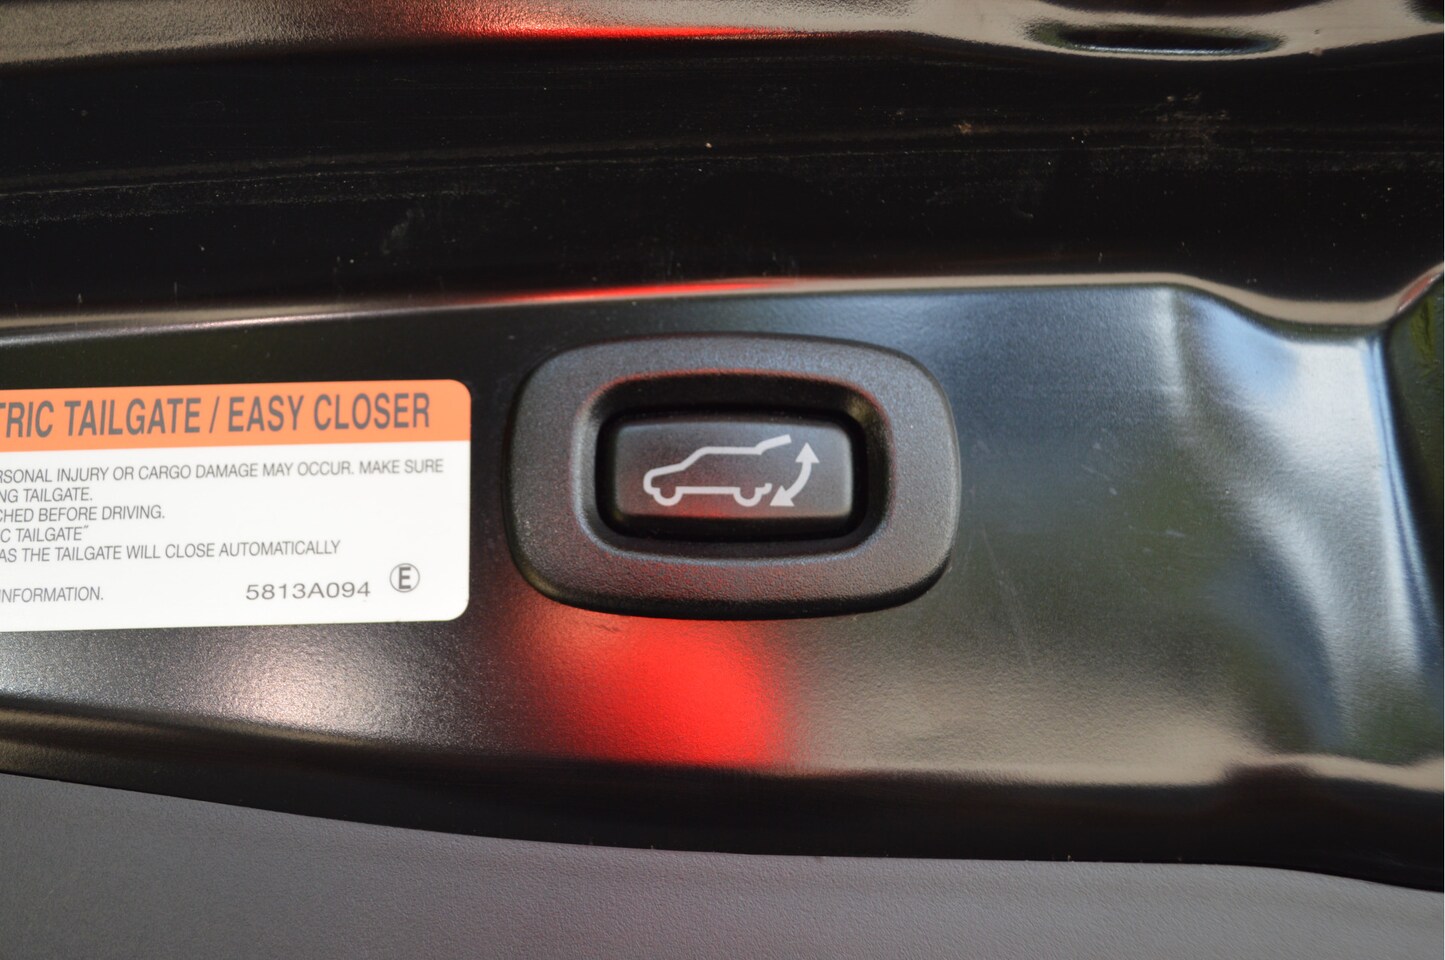 TRIC TAILGATE / EASY CLOSER
RSONAL INJURY OR CARGO DAMAGE MAY OCCUR. MAKE SURE
NG TAILGATE.
CHED BEFORE DRIVING.
C TAILGATE"
AS THE TAILGATE WILL CLOSE AUTOMATICALLY
INFORMATION.
5813A094 E